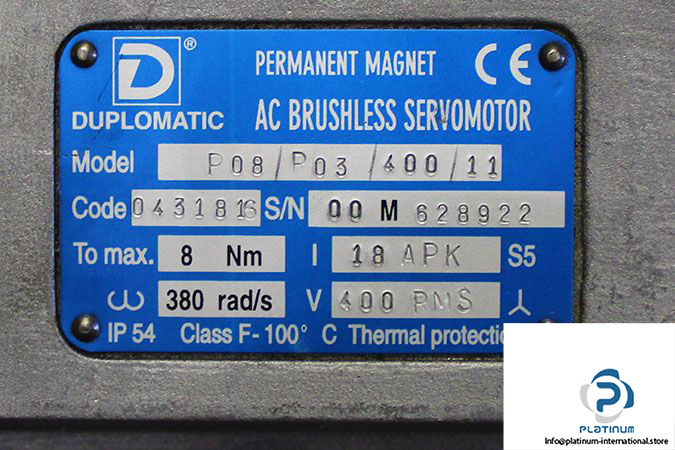 D ®
PERMANENT MAGNET CE
DUPLOMATIC AC BRUSHLESS SERVOMOTOR
Model P08/P03/400/11
Code 0431816 S/N 00 M 628922
To max. 8 Nm I 18 APK S5
ω 380 rad/s V 400 RMS
IP 54 Class F-100° C Thermal protectio
PLATINUM
Info@platinum-international.store